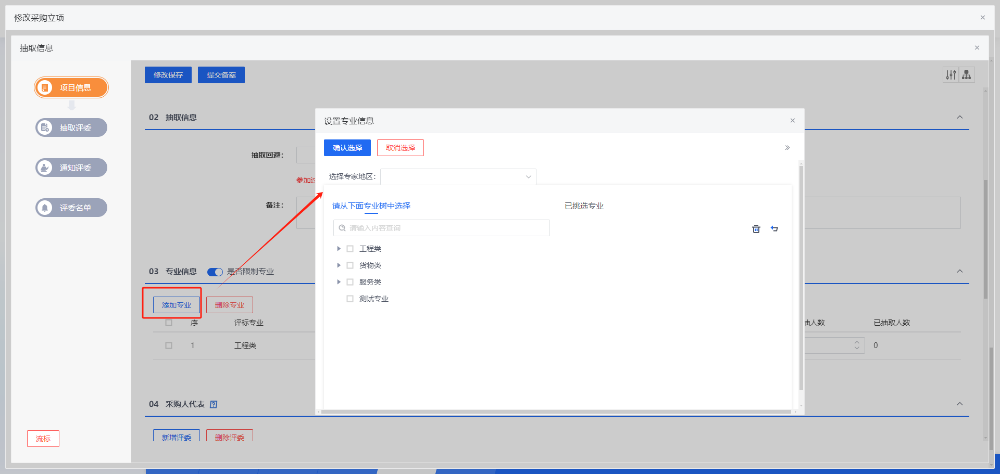 修改采购立项
抽取信息
项目信息
抽取评委
通知评委
评委名单
流标
修改保存
提交备案
02 抽取信息
抽取回避：
参加过
备注：
03 专业信息 是否限制专业
添加专业
删除专业
序 评标专业 抽人数 已抽取人数
1 工程类 0
04 采购人代表 ?
新增评委
删除评委
设置专业信息
确认选择
取消选择
选择专家地区：
请从下面专业树中选择
已挑选专业
请输入内容查询
工程类
货物类
服务类
测试专业